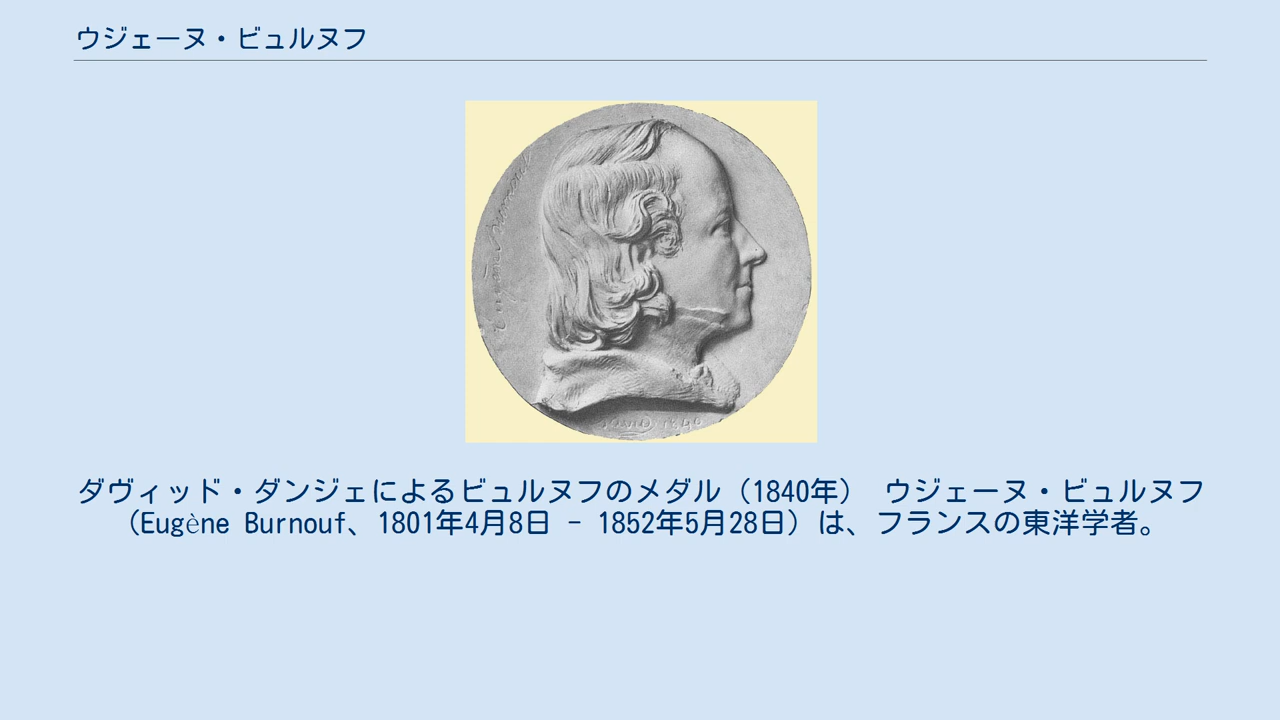 ウジェーヌ・ビュルヌフ
Eugène Burnouf
David 1840
ダヴィッド・ダンジェによるビュルヌフのメダル（1840年） ウジェーヌ・ビュルヌフ
（Eugène Burnouf、1801年4月8日 - 1852年5月28日）は、フランスの東洋学者。